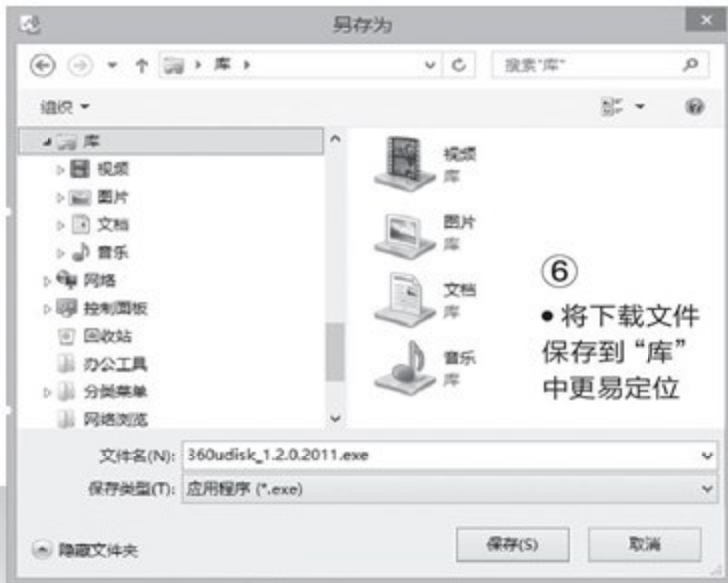 另存为
库
搜索"库"
组织
库
视频
图片
文档
音乐
网络
控制面板
回收站
办公工具
分类菜单
网络浏览
视频
库
图片
库
文档
库
音乐
库
⑥
• 将下载文件
保存到“库”
中更易定位
文件名(N): 360udisk_1.2.0.2011.exe
保存类型(T): 应用程序 (*.exe)
隐藏文件夹
保存(S)
取消